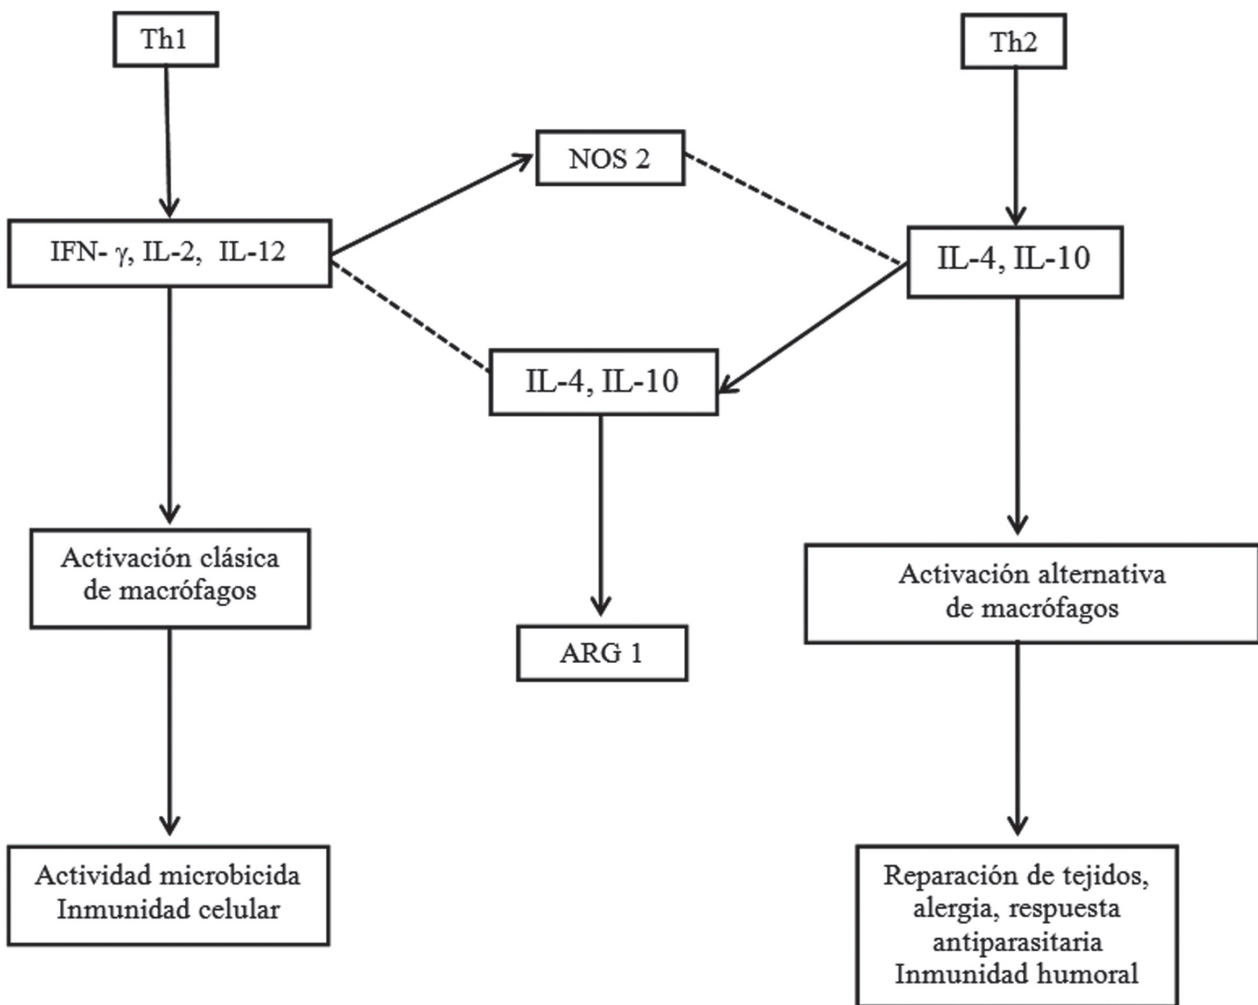 Th1
Th2
NOS 2
IFN- γ, IL-2, IL-12
IL-4, IL-10
IL-4, IL-10
Activación clásica
de macrófagos
Activación alternativa
de macrófagos
ARG 1
Actividad microbicida
Inmunidad celular
Reparación de tejidos,
alergia, respuesta
antiparasitaria
Inmunidad humoral